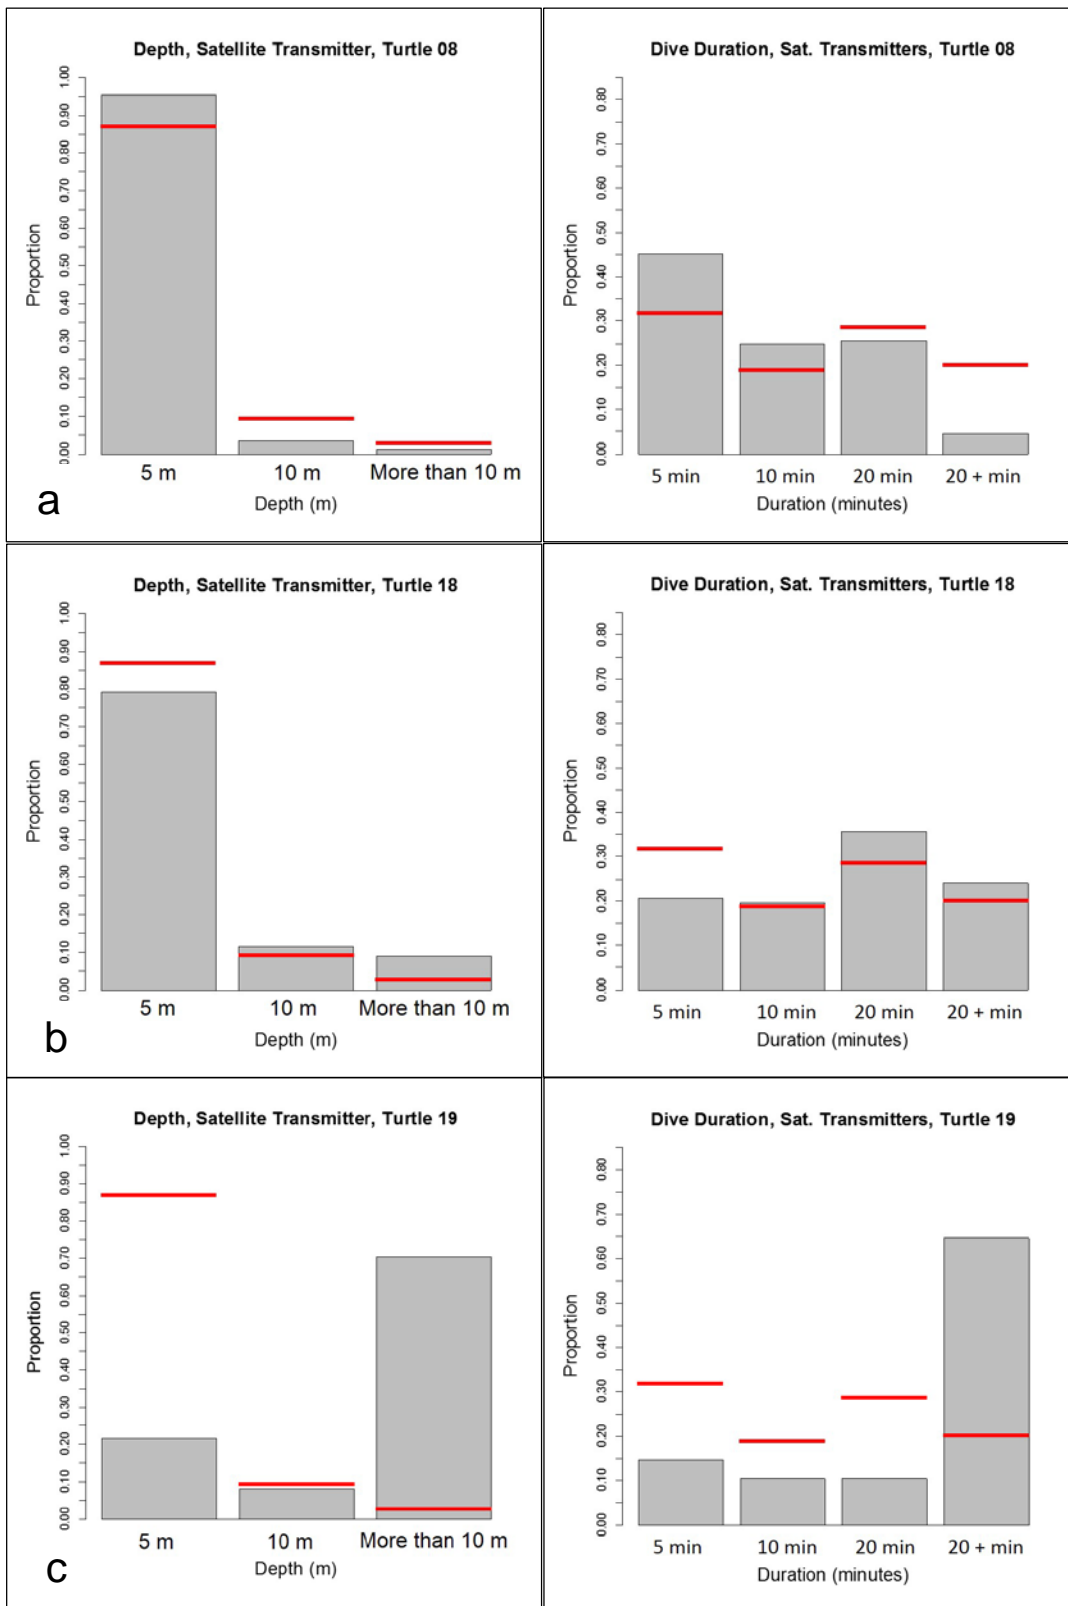 Depth, Satellite Transmitter, Turtle 08
Proportion
0.00 0.10 0.20 0.30 0.40 0.50 0.60 0.70 0.80 0.90 1.00
5 m 10 m More than 10 m
Depth (m)
a
Dive Duration, Sat. Transmitters, Turtle 08
Proportion
0.00 0.10 0.20 0.30 0.40 0.50 0.60 0.70 0.80
5 min 10 min 20 min 20 + min
Duration (minutes)
Depth, Satellite Transmitter, Turtle 18
Proportion
0.00 0.10 0.20 0.30 0.40 0.50 0.60 0.70 0.80 0.90 1.00
5 m 10 m More than 10 m
Depth (m)
b
Dive Duration, Sat. Transmitters, Turtle 18
Proportion
0.00 0.10 0.20 0.30 0.40 0.50 0.60 0.70 0.80
5 min 10 min 20 min 20 + min
Duration (minutes)
Depth, Satellite Transmitter, Turtle 19
Proportion
0.00 0.10 0.20 0.30 0.40 0.50 0.60 0.70 0.80 0.90 1.00
5 m 10 m More than 10 m
Depth (m)
c
Dive Duration, Sat. Transmitters, Turtle 19
Proportion
0.00 0.10 0.20 0.30 0.40 0.50 0.60 0.70 0.80
5 min 10 min 20 min 20 + min
Duration (minutes)